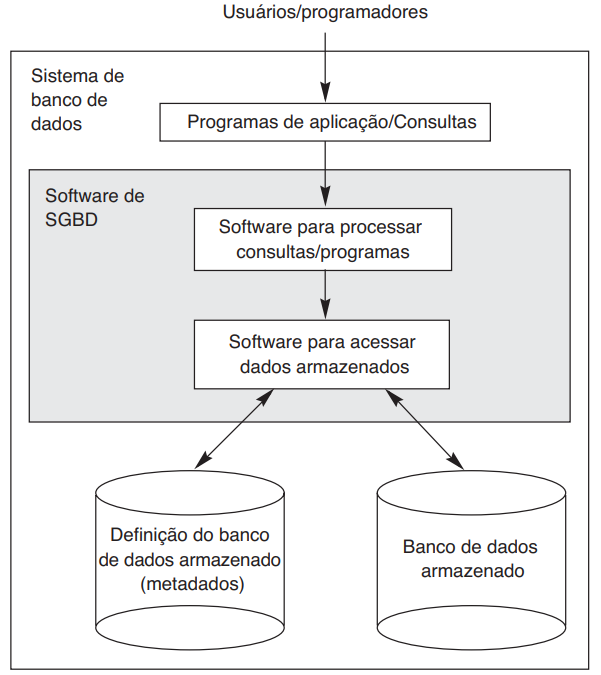 Usuários/programadores
Sistema de
banco de
dados
Programas de aplicação/Consultas
Software de
SGBD
Software para processar
consultas/programas
Software para acessar
dados armazenados
Definição do banco
de dados armazenado
(metadados)
Banco de dados
armazenado